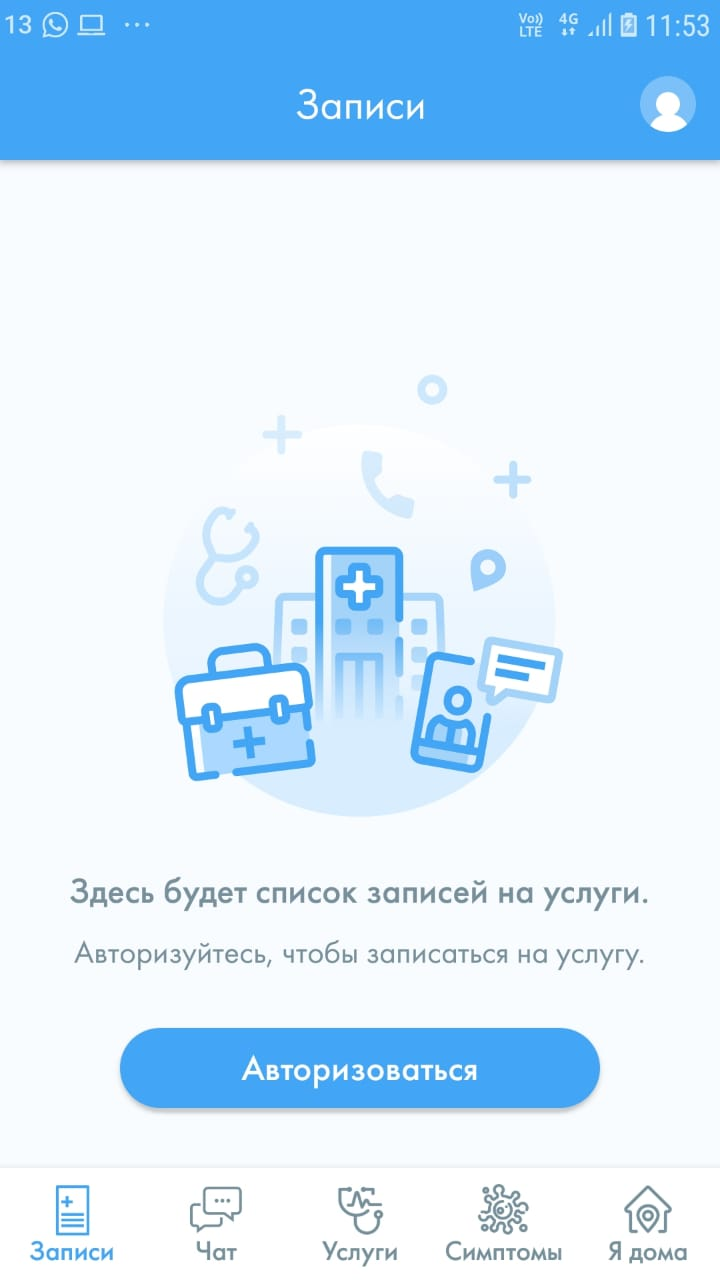 13 ... Vo)) LTE 4G 11:53
Записи
Здесь будет список записей на услуги.
Авторизуйтесь, чтобы записаться на услугу.
Авторизоваться
Записи Чат Услуги Симптомы Я дома